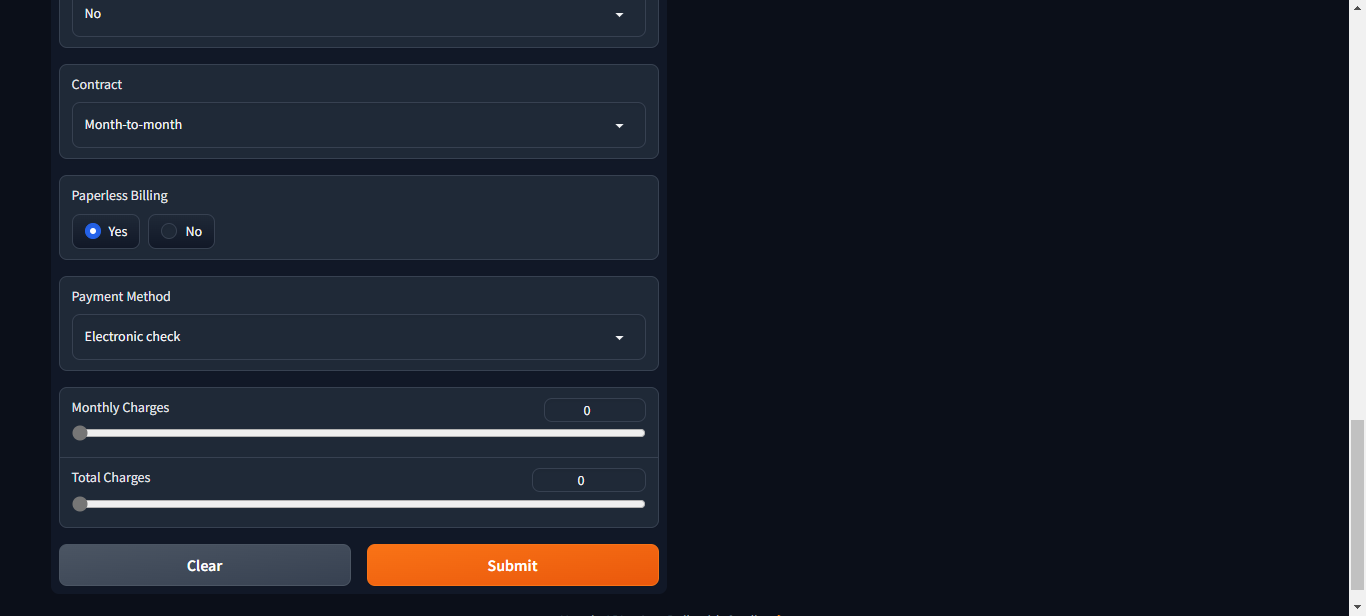 No
Contract
Month-to-month
Paperless Billing
Yes No
Payment Method
Electronic check
Monthly Charges 0
Total Charges 0
Clear Submit